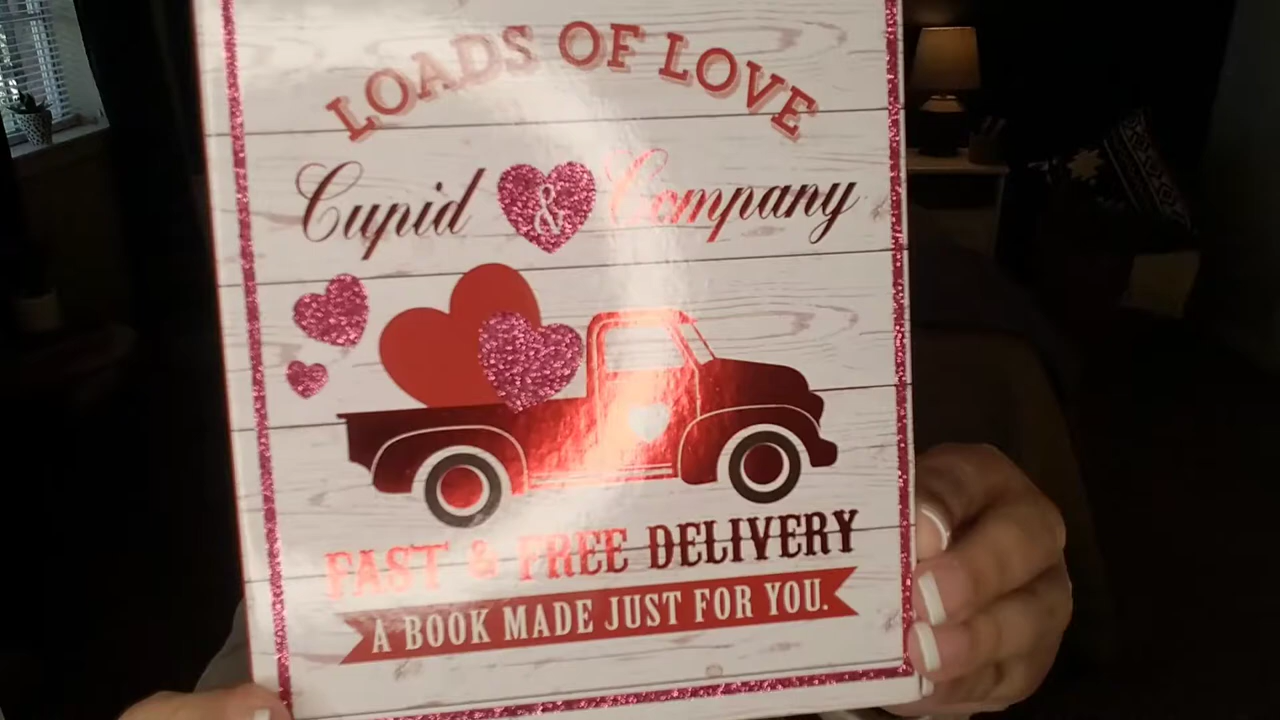 LOADS OF LOVE
Cupid & Company
FAST & FREE DELIVERY
A BOOK MADE JUST FOR YOU.